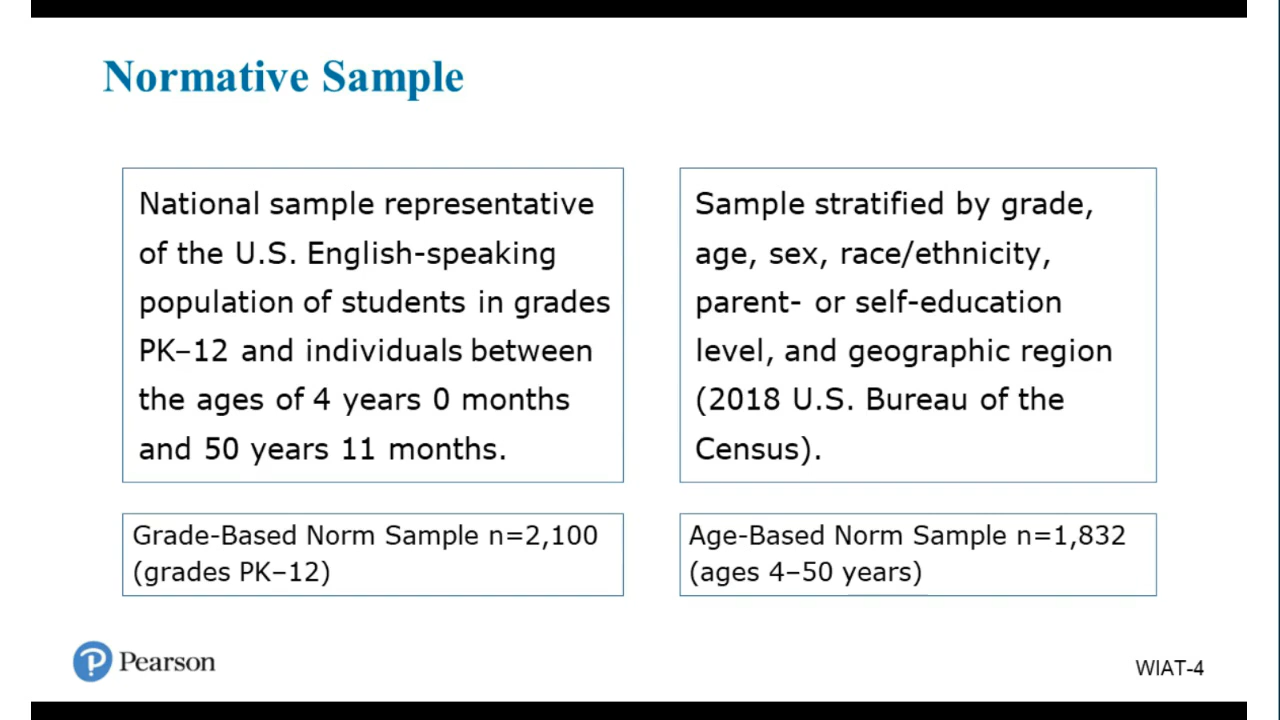 Normative Sample
National sample representative
of the U.S. English-speaking
population of students in grades
PK–12 and individuals between
the ages of 4 years 0 months
and 50 years 11 months.
Sample stratified by grade,
age, sex, race/ethnicity,
parent- or self-education
level, and geographic region
(2018 U.S. Bureau of the
Census).
Grade-Based Norm Sample n=2,100
(grades PK–12)
Age-Based Norm Sample n=1,832
(ages 4–50 years)
Pearson
WIAT-4